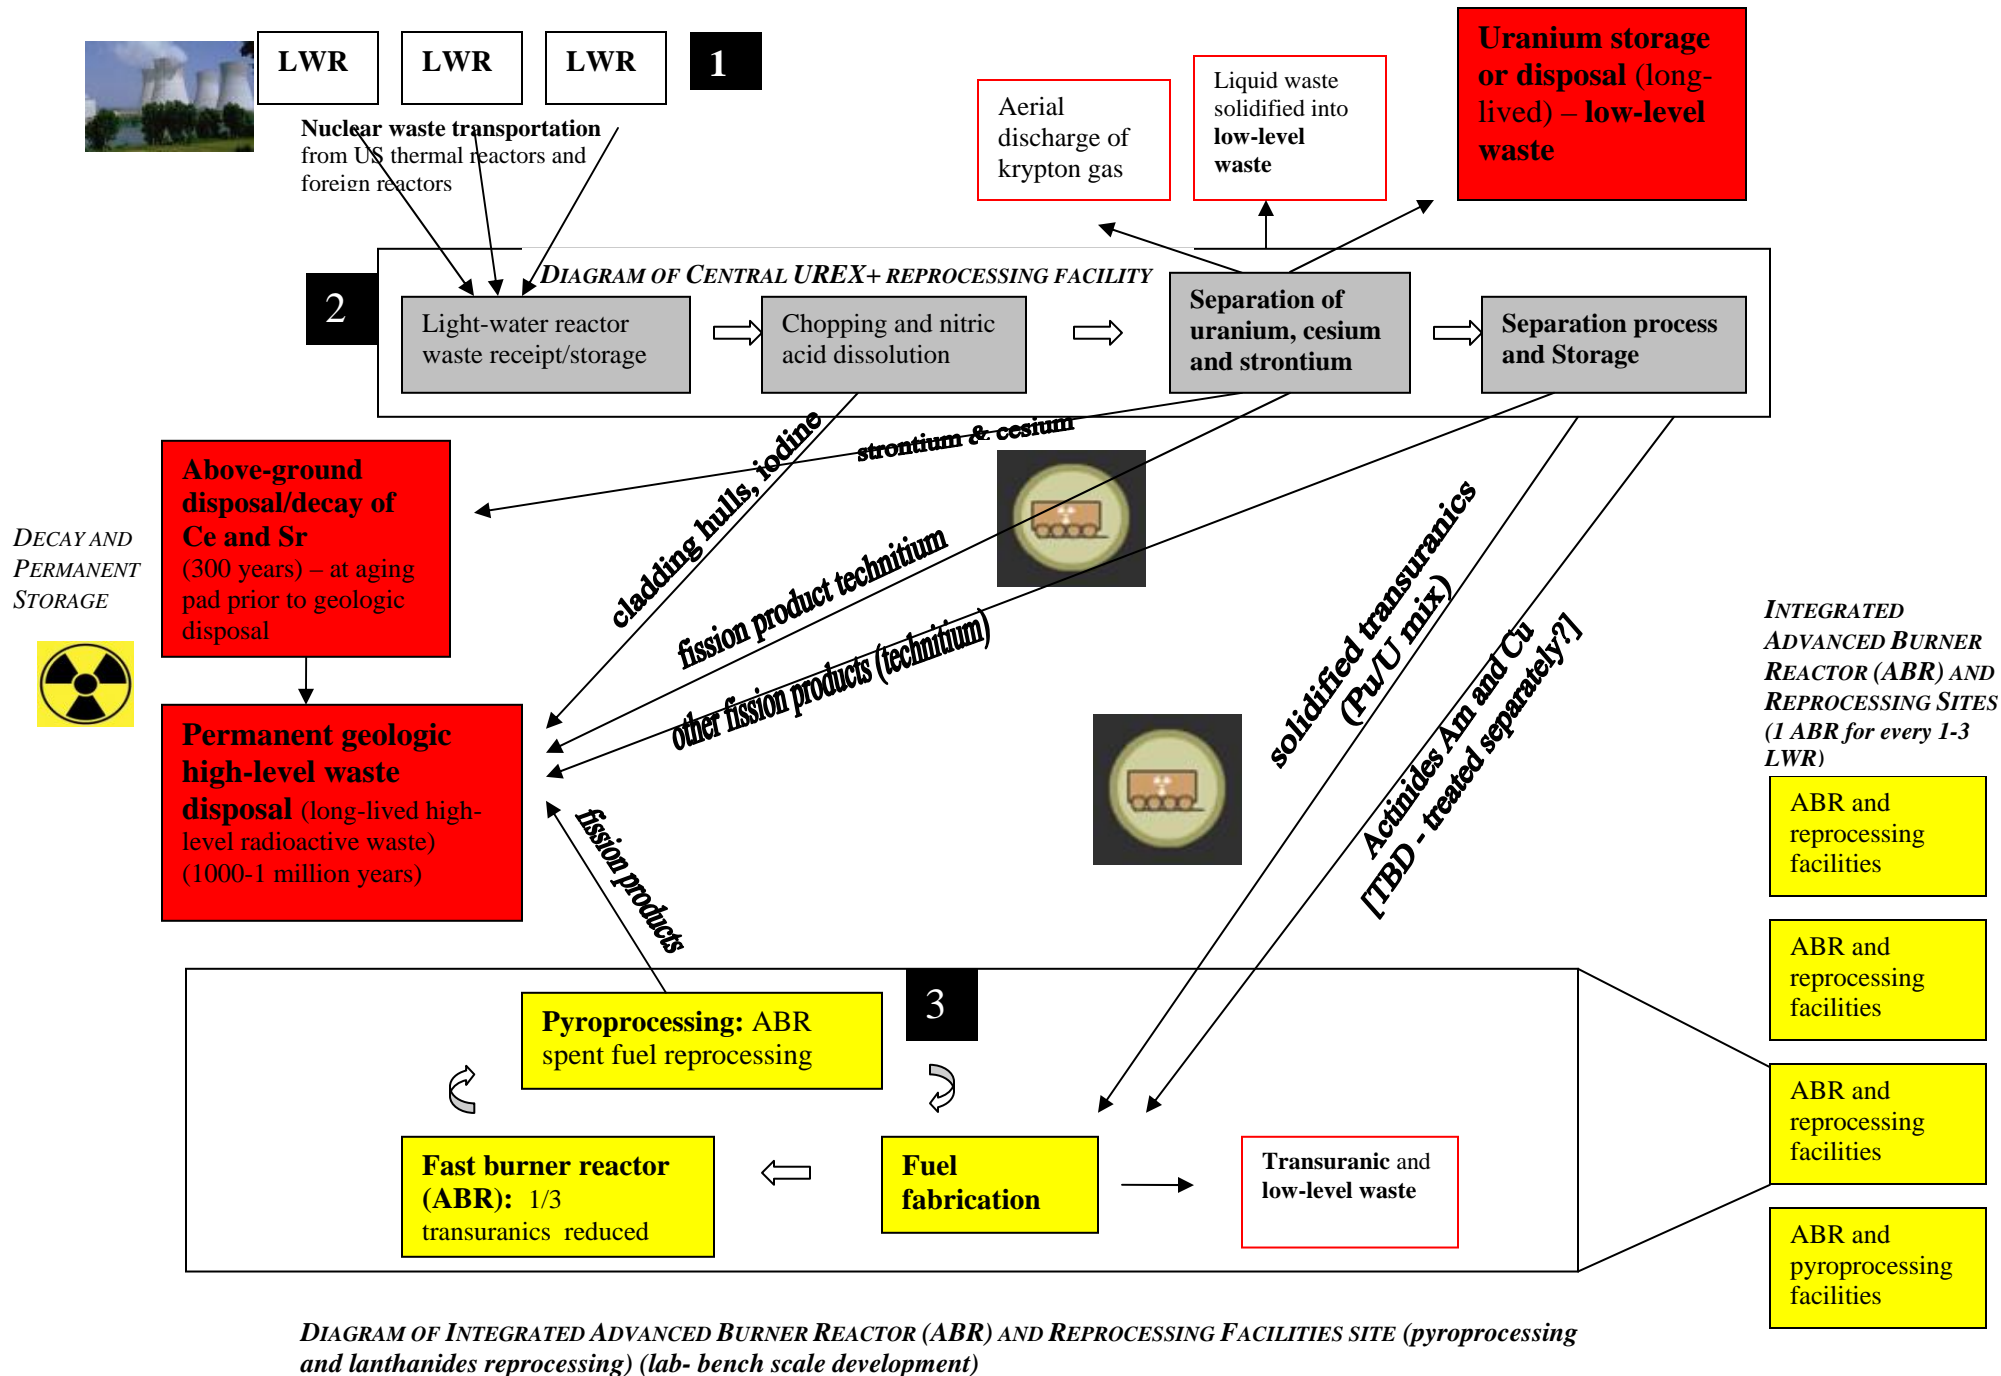 LWR
LWR
LWR
1
Nuclear waste transportation
from US thermal reactors and
foreign reactors
Aerial
discharge of
krypton gas
Liquid waste
solidified into
low-level
waste
Uranium storage
or disposal (long-
lived) – low-level
waste
2
DIAGRAM OF CENTRAL UREX+ REPROCESSING FACILITY
Light-water reactor
waste receipt/storage
Chopping and nitric
acid dissolution
Separation of
uranium, cesium
and strontium
Separation process
and Storage
strontium & cesium
cladding hulls, iodine
fission product technitium
other fission products (technitium)
solidified transuranics
(Pu/U mix)
Actinides Am and Cu
[TBD - treated separately?]
fission products
DECAY AND
PERMANENT
STORAGE
Above-ground
disposal/decay of
Ce and Sr
(300 years) – at aging
pad prior to geologic
disposal
Permanent geologic
high-level waste
disposal (long-lived high-
level radioactive waste)
(1000-1 million years)
INTEGRATED
ADVANCED BURNER
REACTOR (ABR) AND
REPROCESSING SITES
(1 ABR for every 1-3
LWR)
ABR and
reprocessing
facilities
ABR and
reprocessing
facilities
ABR and
reprocessing
facilities
ABR and
pyroprocessing
facilities
3
Pyroprocessing: ABR
spent fuel reprocessing
Fast burner reactor
(ABR): 1/3
transuranics reduced
Fuel
fabrication
Transuranic and
low-level waste
DIAGRAM OF INTEGRATED ADVANCED BURNER REACTOR (ABR) AND REPROCESSING FACILITIES SITE (pyroprocessing
and lanthanides reprocessing) (lab- bench scale development)